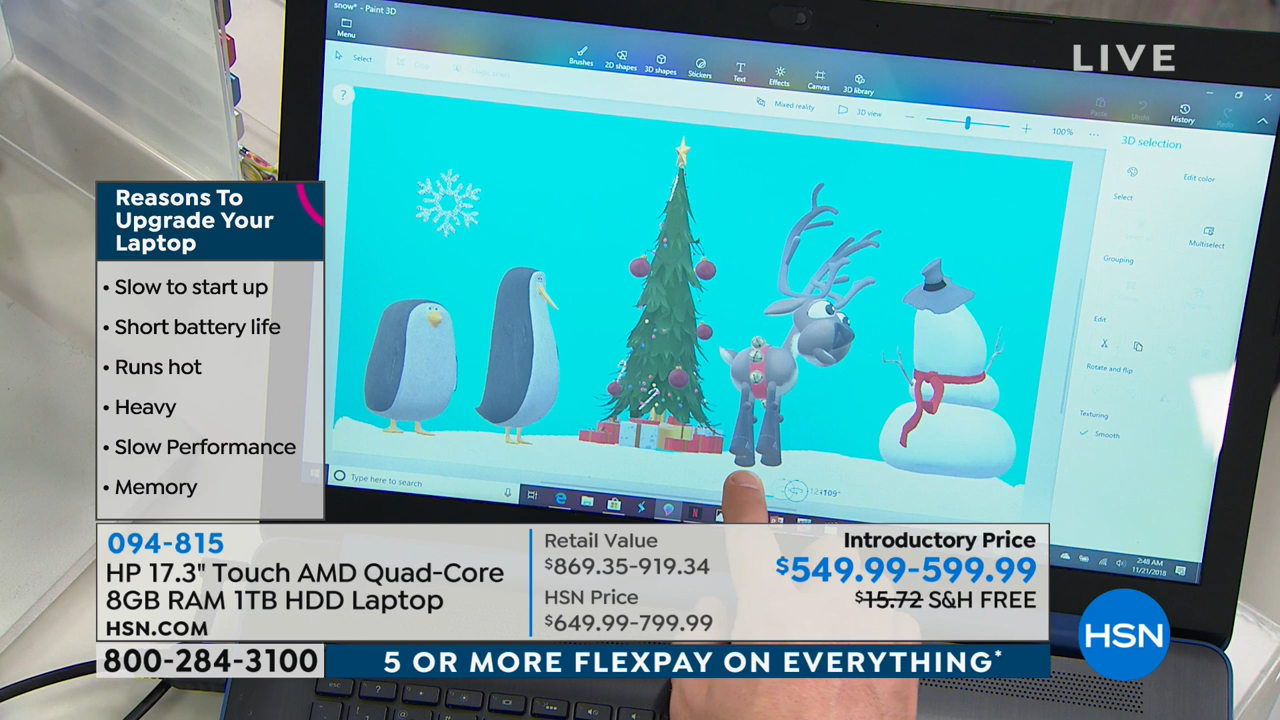 snow* - Paint 3D
LIVE
Menu
Select
Brushes
2D shapes
3D shapes
Stickers
Text
Effects
Canvas
3D library
Paste
Undo
History
Redo
?
Mixed reality
3D view
100%
3D selection
Select
Edit color
Multiselect
Grouping
Edit
Rotate and flip
Texturing
Smooth
Type here to search
2:48 AM
11/21/2018
Reasons To
Upgrade Your
Laptop
• Slow to start up
• Short battery life
• Runs hot
• Heavy
• Slow Performance
• Memory
094-815
HP 17.3" Touch AMD Quad-Core
8GB RAM 1TB HDD Laptop
HSN.COM
Retail Value
$869.35-919.34
HSN Price
$649.99-799.99
Introductory Price
$549.99-599.99
$15.72 S&H FREE
HSN
800-284-3100
5 OR MORE FLEXPAY ON EVERYTHING*
esc